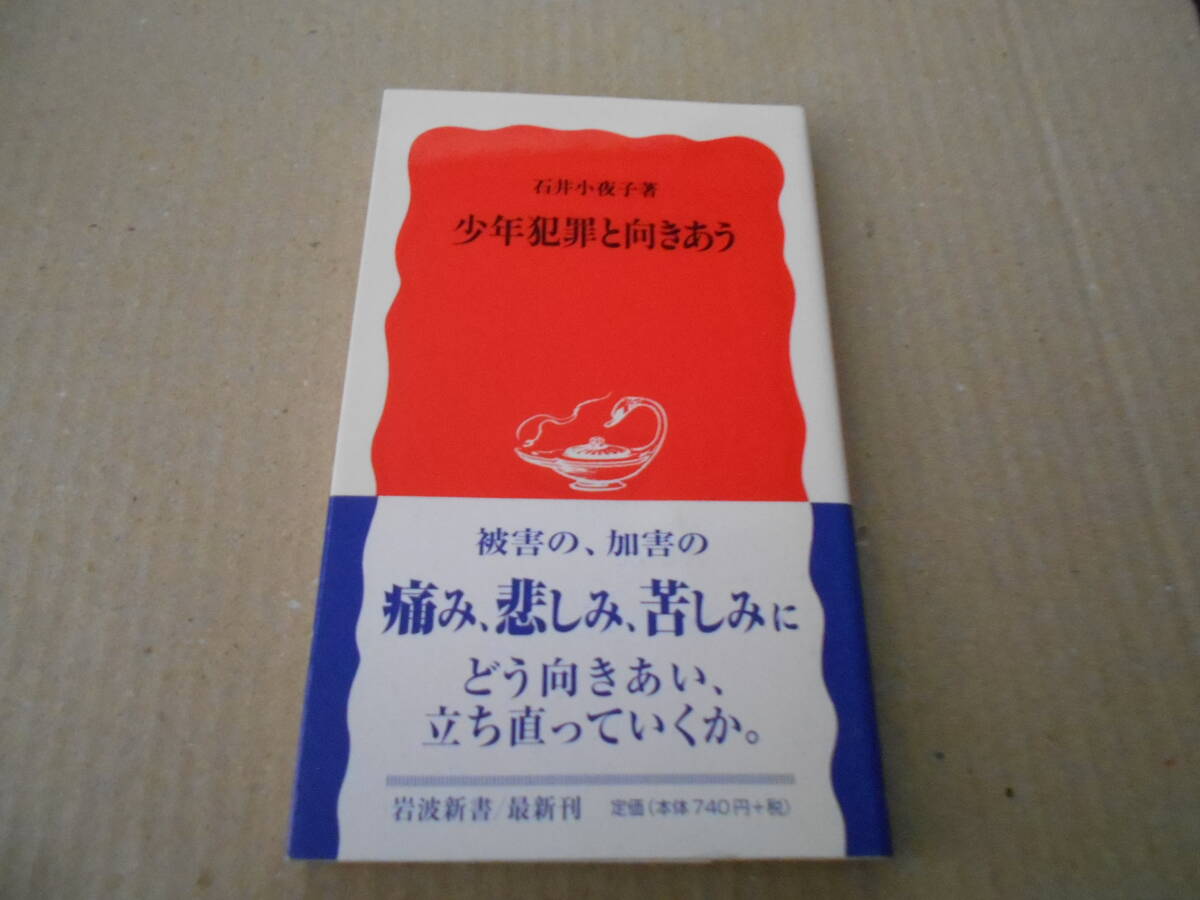 石井小夜子著
少年犯罪と向きあう
被害の、加害の
痛み、悲しみ、苦しみに
どう向きあい、
立ち直っていくか。
岩波新書/最新刊 定価(本体740円+税)